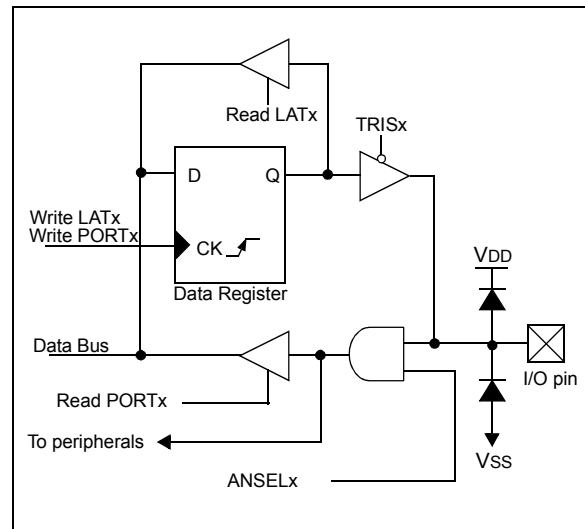 Read LATx
TRISx
D
Q
Write LATx
Write PORTx
CK
Data Register
VDD
Data Bus
I/O pin
Read PORTx
To peripherals
VSS
ANSELx